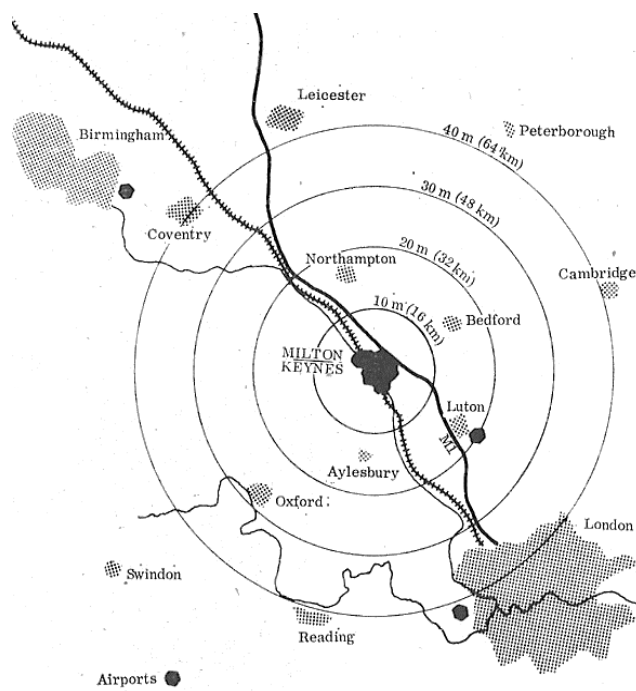 Leicester
40 m (64 km)
Peterborough
Birmingham
30 m (48 km)
Coventry
20 m (32 km)
Northampton
Cambridge
10 m (16 km)
Bedford
MILTON
KEYNES
Luton
M1
Aylesbury
Oxford
London
Swindon
Reading
Airports